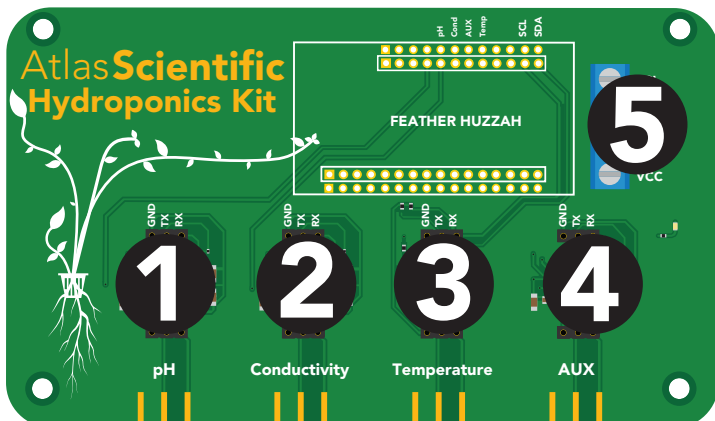 pH Cond AUX Temp SCL SDA
AtlasScientific
Hydroponics Kit
FEATHER HUZZAH
5
VCC
GND TX RX
GND TX RX
GND TX RX
GND TX RX
1
2
3
4
pH
Conductivity
Temperature
AUX